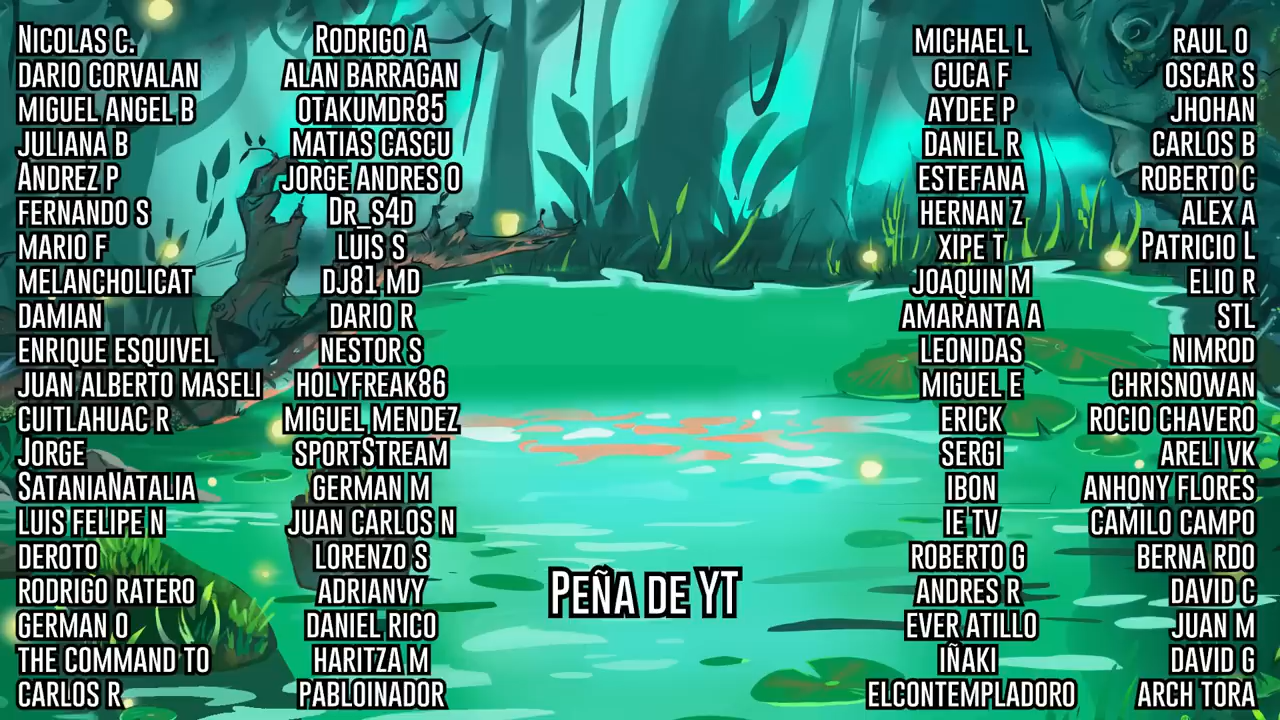 Nicolas C.
DARIO CORVALAN
MIGUEL ANGEL B
JULIANA B
ANDREZ P
FERNANDO S
MARIO F
MELANCHOLICAT
DAMIAN
ENRIQUE ESQUIVEL
JUAN ALBERTO MASELI
CUITLAHUAC R
JORGE
SATANIANATALIA
LUIS FELIPE N
DEROTO
RODRIGO RATERO
GERMAN O
THE COMMAND TO
CARLOS R
RODRIGO A
ALAN BARRAGAN
OTAKUMDR85
MATIAS CASCU
JORGE ANDRES O
DR_S4D
LUIS S
DJ81 MD
DARIO R
NESTOR S
HOLYFREAK86
MIGUEL MENDEZ
SPORTSTREAM
GERMAN M
JUAN CARLOS N
LORENZO S
ADRIANVY
DANIEL RICO
HARITZA M
PABLOINADOR
PEÑA DE YT
MICHAEL L
CUCA F
AYDEE P
DANIEL R
ESTEFANA
HERNAN Z
XIPE T
JOAQUIN M
AMARANTA A
LEONIDAS
MIGUEL E
ERICK
SERGI
IBON
IE TV
ROBERTO G
ANDRES R
EVER ATILLO
IÑAKI
ELCONTEMPLADORO
RAUL O
OSCAR S
JHOHAN
CARLOS B
ROBERTO C
ALEX A
PATRICIO L
ELIO R
STL
NIMROD
CHRISNOWAN
ROCIO CHAVERO
ARELI VK
ANHONY FLORES
CAMILO CAMPO
BERNA RDO
DAVID C
JUAN M
DAVID G
ARCH TORA